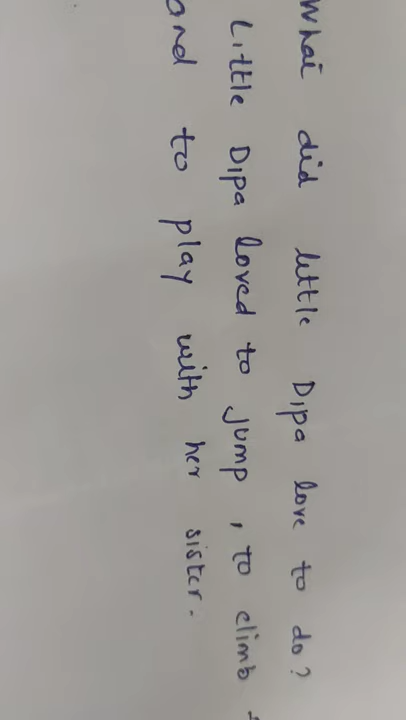 What did little Dipa love to do?
Little Dipa loved to jump, to climb
and to play with her sister.